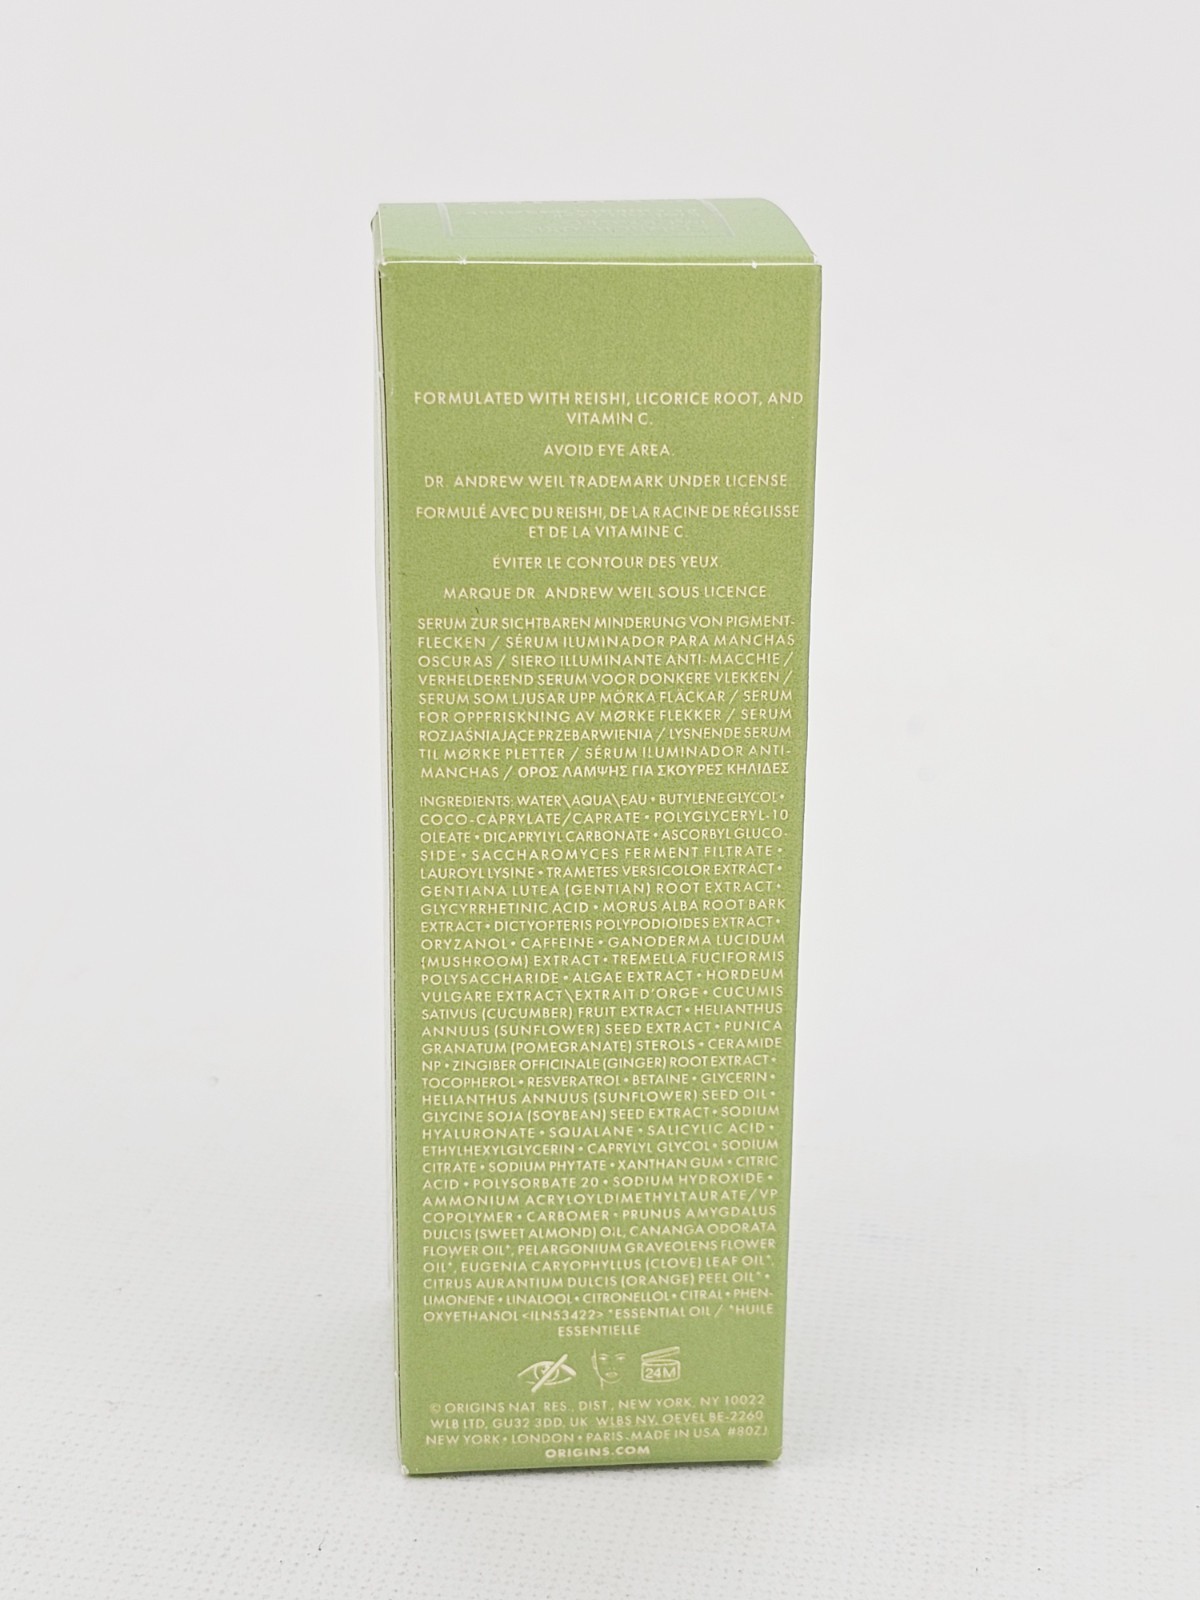 FORMULATED WITH REISHI, LICORICE ROOT, AND
VITAMIN C.
AVOID EYE AREA.
DR. ANDREW WEIL TRADEMARK UNDER LICENSE.
FORMULÉ AVEC DU REISHI, DE LA RACINE DE RÉGLISSE
ET DE LA VITAMINE C.
ÉVITER LE CONTOUR DES YEUX.
MARQUE DR. ANDREW WEIL SOUS LICENCE.
SERUM ZUR SICHTBAREN MINDERUNG VON PIGMENT-
FLECKEN / SÉRUM ILUMINADOR PARA MANCHAS
OSCURAS / SIERO ILLUMINANTE ANTI-MACCHIE /
VERHELDEREND SERUM VOOR DONKERE VLEKKEN /
SERUM SOM LJUSAR UPP MÖRKA FLÄCKAR / SERUM
FOR OPPFRISKNING AV MØRKE FLEKKER / SERUM
ROZJAŚNIAJĄCE PRZEBARWIENIA / LYSNENDE SERUM
TIL MØRKE PLETTER / SÉRUM ILUMINADOR ANTI-
MANCHAS / ΟΡΟΣ ΛΑΜΨΗΣ ΓΙΑ ΣΚΟΥΡΕΣ ΚΗΛΙΔΕΣ
INGREDIENTS: WATER\AQUA\EAU • BUTYLENE GLYCOL •
COCO-CAPRYLATE/CAPRATE • POLYGLYCERYL-10
OLEATE • DICAPRYLYL CARBONATE • ASCORBYL GLUCO-
SIDE • SACCHAROMYCES FERMENT FILTRATE •
LAUROYL LYSINE • TRAMETES VERSICOLOR EXTRACT •
GENTIANA LUTEA (GENTIAN) ROOT EXTRACT •
GLYCYRRHETINIC ACID • MORUS ALBA ROOT BARK
EXTRACT • DICTYOPTERIS POLYPODIOIDES EXTRACT •
ORYZANOL • CAFFEINE • GANODERMA LUCIDUM
(MUSHROOM) EXTRACT • TREMELLA FUCIFORMIS
POLYSACCHARIDE • ALGAE EXTRACT • HORDEUM
VULGARE EXTRACT\EXTRAIT D'ORGE • CUCUMIS
SATIVUS (CUCUMBER) FRUIT EXTRACT • HELIANTHUS
ANNUUS (SUNFLOWER) SEED EXTRACT • PUNICA
GRANATUM (POMEGRANATE) STEROLS • CERAMIDE
NP • ZINGIBER OFFICINALE (GINGER) ROOT EXTRACT •
TOCOPHEROL • RESVERATROL • BETAINE • GLYCERIN •
HELIANTHUS ANNUUS (SUNFLOWER) SEED OIL •
GLYCINE SOJA (SOYBEAN) SEED EXTRACT • SODIUM
HYALURONATE • SQUALANE • SALICYLIC ACID •
ETHYLHEXYLGLYCERIN • CAPRYLYL GLYCOL • SODIUM
CITRATE • SODIUM PHYTATE • XANTHAN GUM • CITRIC
ACID • POLYSORBATE 20 • SODIUM HYDROXIDE •
AMMONIUM ACRYLOYLDIMETHYLTAURATE/VP
COPOLYMER • CARBOMER • PRUNUS AMYGDALUS
DULCIS (SWEET ALMOND) OIL, CANANGA ODORATA
FLOWER OIL*, PELARGONIUM GRAVEOLENS FLOWER
OIL*, EUGENIA CARYOPHYLLUS (CLOVE) LEAF OIL*,
CITRUS AURANTIUM DULCIS (ORANGE) PEEL OIL* •
LIMONENE • LINALOOL • CITRONELLOL • CITRAL • PHEN-
OXYETHANOL <ILN53422> *ESSENTIAL OIL / *HUILE
ESSENTIELLE
24M
© ORIGINS NAT. RES., DIST., NEW YORK, NY 10022
WLB LTD, GU32 3DD, UK WLBS NV, OEVEL BE-2260
NEW YORK • LONDON • PARIS-MADE IN USA #80ZJ
ORIGINS.COM